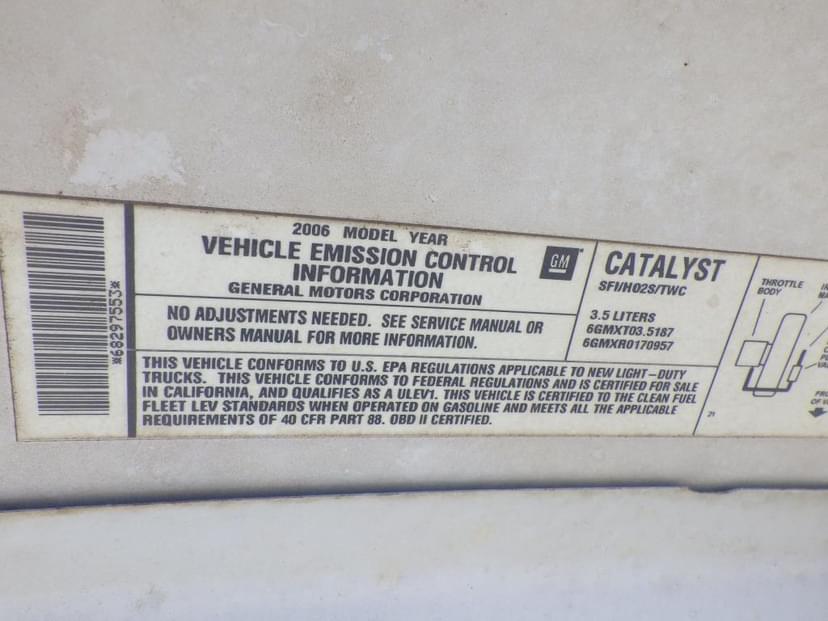 *68297553*
2006 MODEL YEAR
VEHICLE EMISSION CONTROL
INFORMATION
GENERAL MOTORS CORPORATION
GM
NO ADJUSTMENTS NEEDED. SEE SERVICE MANUAL OR
OWNERS MANUAL FOR MORE INFORMATION.
THIS VEHICLE CONFORMS TO U.S. EPA REGULATIONS APPLICABLE TO NEW LIGHT-DUTY
TRUCKS. THIS VEHICLE CONFORMS TO FEDERAL REGULATIONS AND IS CERTIFIED FOR SALE
IN CALIFORNIA, AND QUALIFIES AS A ULEV1. THIS VEHICLE IS CERTIFIED TO THE CLEAN FUEL
FLEET LEV STANDARDS WHEN OPERATED ON GASOLINE AND MEETS ALL THE APPLICABLE
REQUIREMENTS OF 40 CFR PART 88. OBD II CERTIFIED.
CATALYST
SFI/HO2S/TWC
3.5 LITERS
6GMXT03.5187
6GMXR0170957
21
THROTTLE
BODY